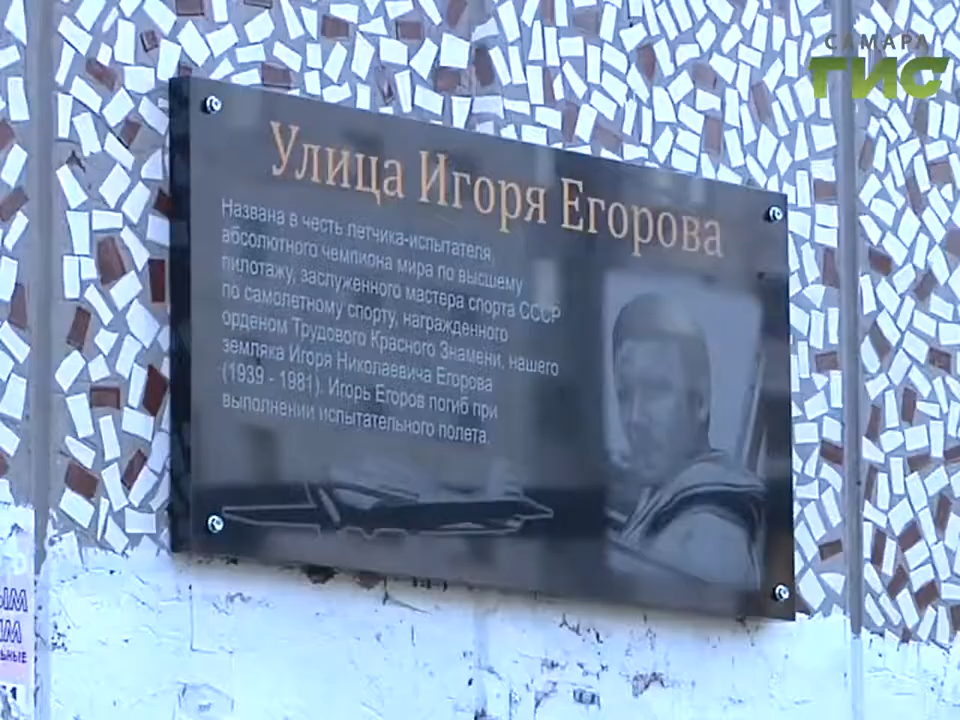 САМАРА
ГИС
Улица Игоря Егорова
Названа в честь летчика-испытателя,
абсолютного чемпиона мира по высшему
пилотажу, заслуженного мастера спорта СССР
по самолетному спорту, награжденного
орденом Трудового Красного Знамени, нашего
земляка Игоря Николаевича Егорова
(1939 - 1981). Игорь Егоров погиб при
выполнении испытательного полета.